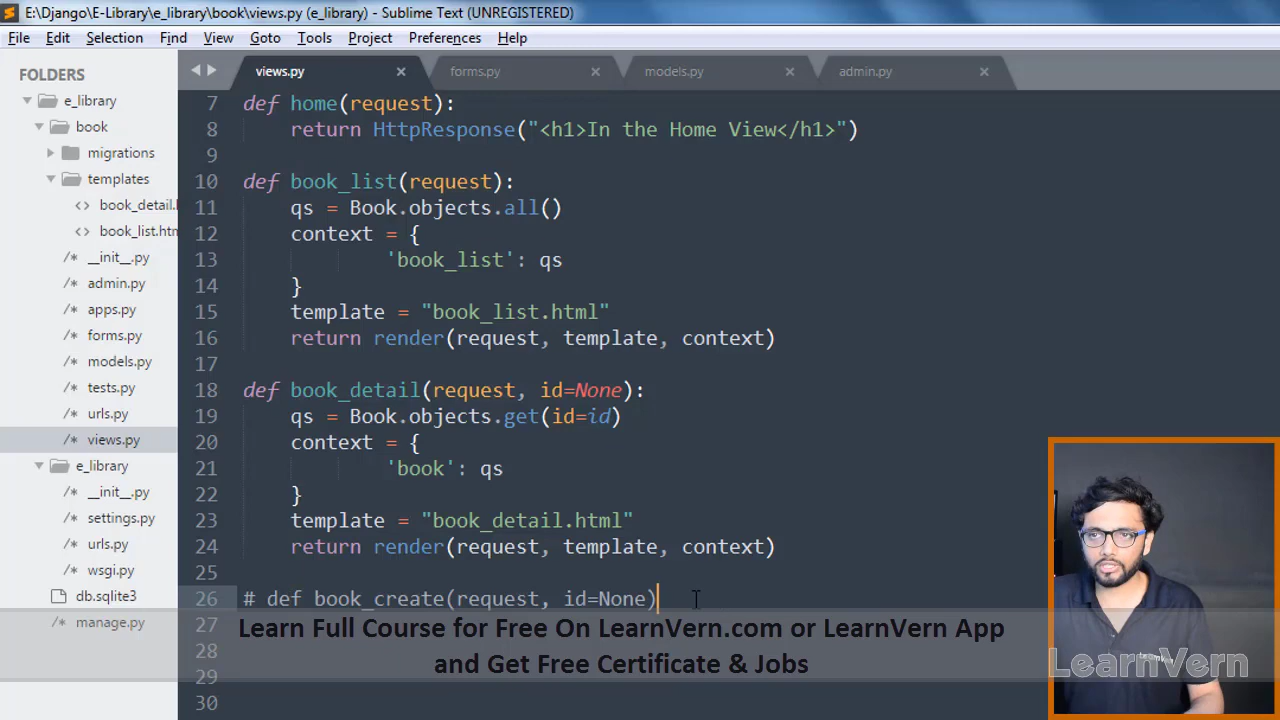 E:\Django\E-Library\e_library\book\views.py (e_library) - Sublime Text (UNREGISTERED)
File Edit Selection Find View Goto Tools Project Preferences Help
FOLDERS
e_library
book
migrations
templates
book_detail.
book_list.htm
/* __init__.py
/* admin.py
/* apps.py
/* forms.py
/* models.py
/* tests.py
/* urls.py
/* views.py
e_library
/* __init__.py
/* settings.py
/* urls.py
/* wsgi.py
db.sqlite3
/* manage.py
views.py forms.py models.py admin.py
7 def home(request):
8     return HttpResponse("<h1>In the Home View</h1>")
9
10 def book_list(request):
11     qs = Book.objects.all()
12     context = {
13             'book_list': qs
14     }
15     template = "book_list.html"
16     return render(request, template, context)
17
18 def book_detail(request, id=None):
19     qs = Book.objects.get(id=id)
20     context = {
21             'book': qs
22     }
23     template = "book_detail.html"
24     return render(request, template, context)
25
26 # def book_create(request, id=None)
27
28
29
30
Learn Full Course for Free On LearnVern.com or LearnVern App
and Get Free Certificate & Jobs
LearnVern